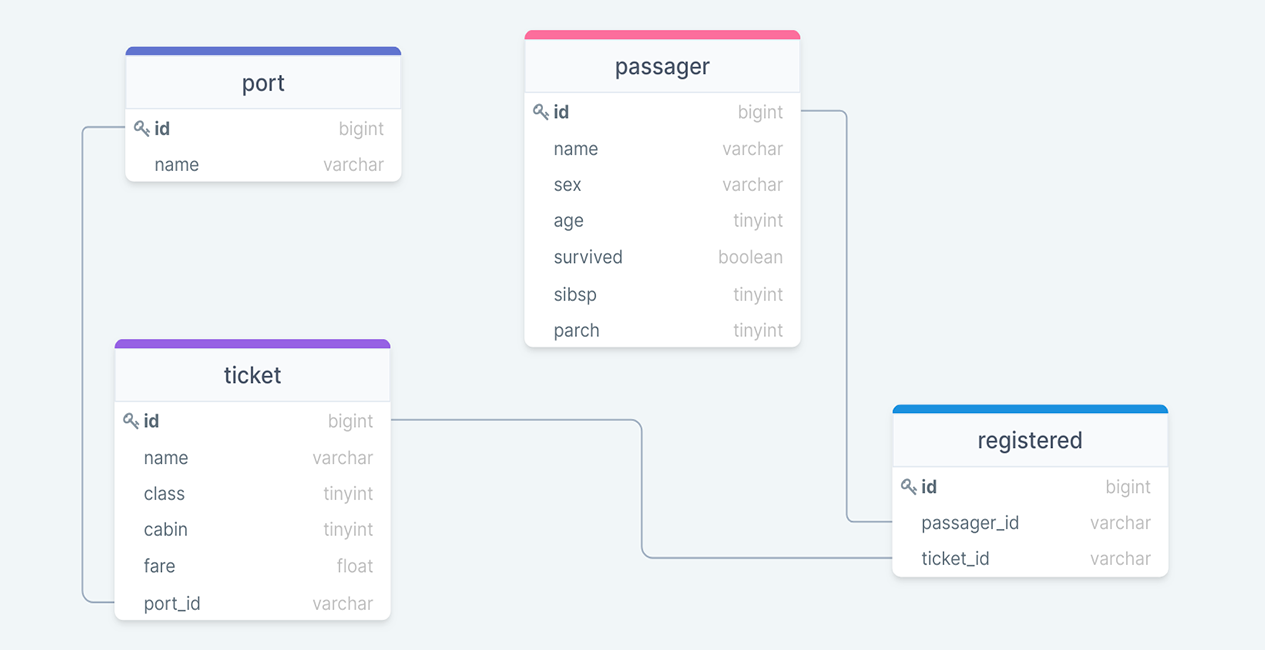 port
id bigint
name varchar
passager
id bigint
name varchar
sex varchar
age tinyint
survived boolean
sibsp tinyint
parch tinyint
ticket
id bigint
name varchar
class tinyint
cabin tinyint
fare float
port_id varchar
registered
id bigint
passager_id varchar
ticket_id varchar